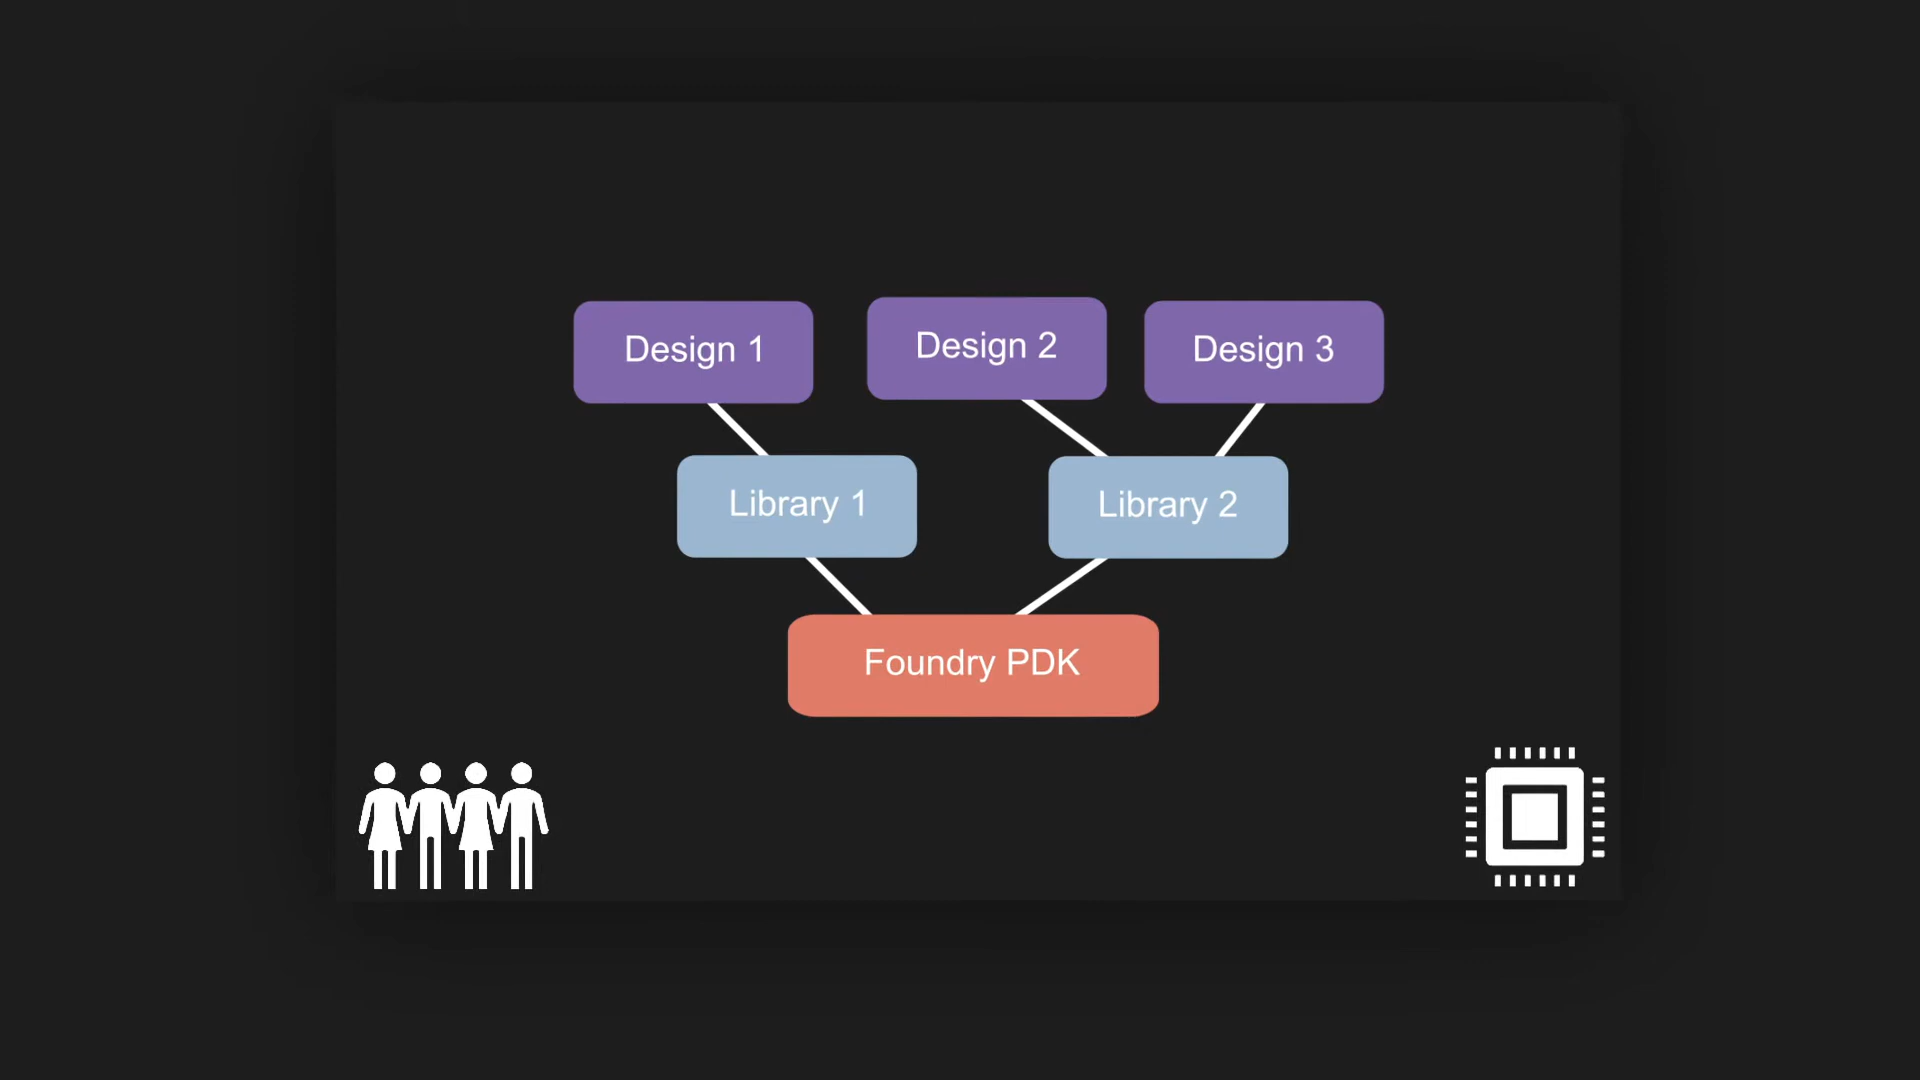 Design 1
Design 2
Design 3
Library 1
Library 2
Foundry PDK